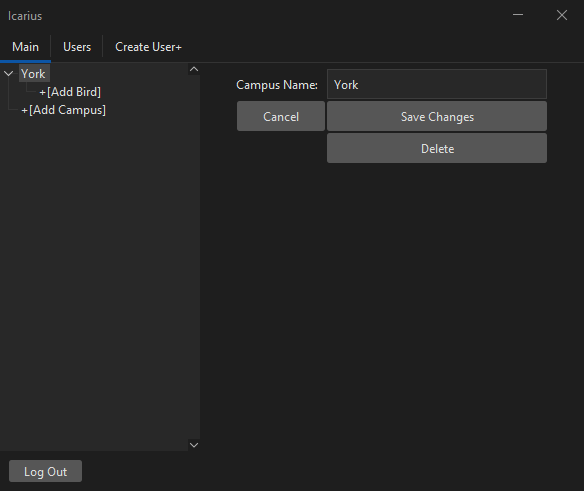 Icarius
Main Users Create User+
York
+[Add Bird]
+[Add Campus]
Campus Name: York
Cancel Save Changes
Delete
Log Out